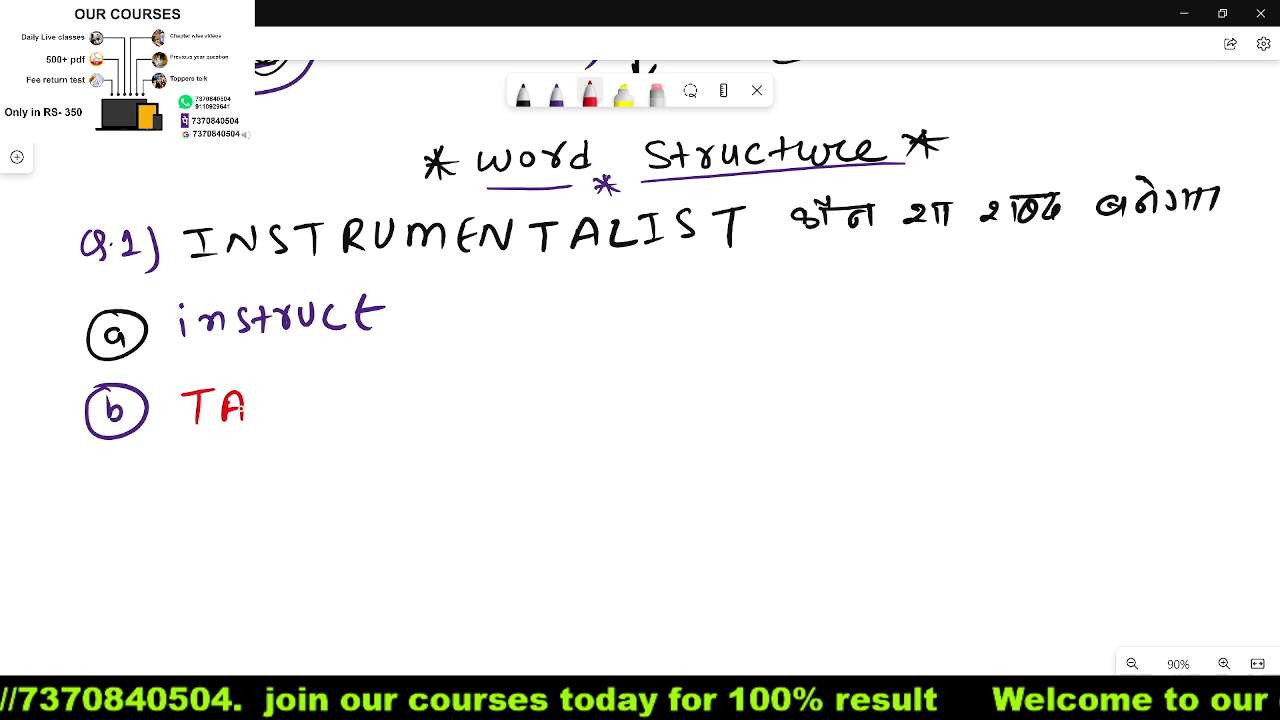 OUR COURSES
Daily Live classes
Chapter wise videos
500+ pdf
Previous year question
Fee return test
Toppers talk
Only in RS- 350
7370840504
9110923641
7370840504
7370840504
* word Structure *
*
Q.1) INSTRUMENTALIST कौन सा शब्द बनेगा
a instruct
b TA
90%
//7370840504. join our courses today for 100% result Welcome to our